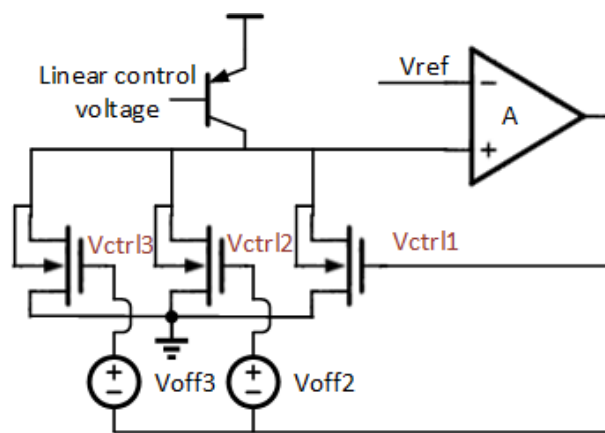 Linear control
voltage
Vref
A
Vctrl3
Vctrl2
Vctrl1
Voff3
Voff2